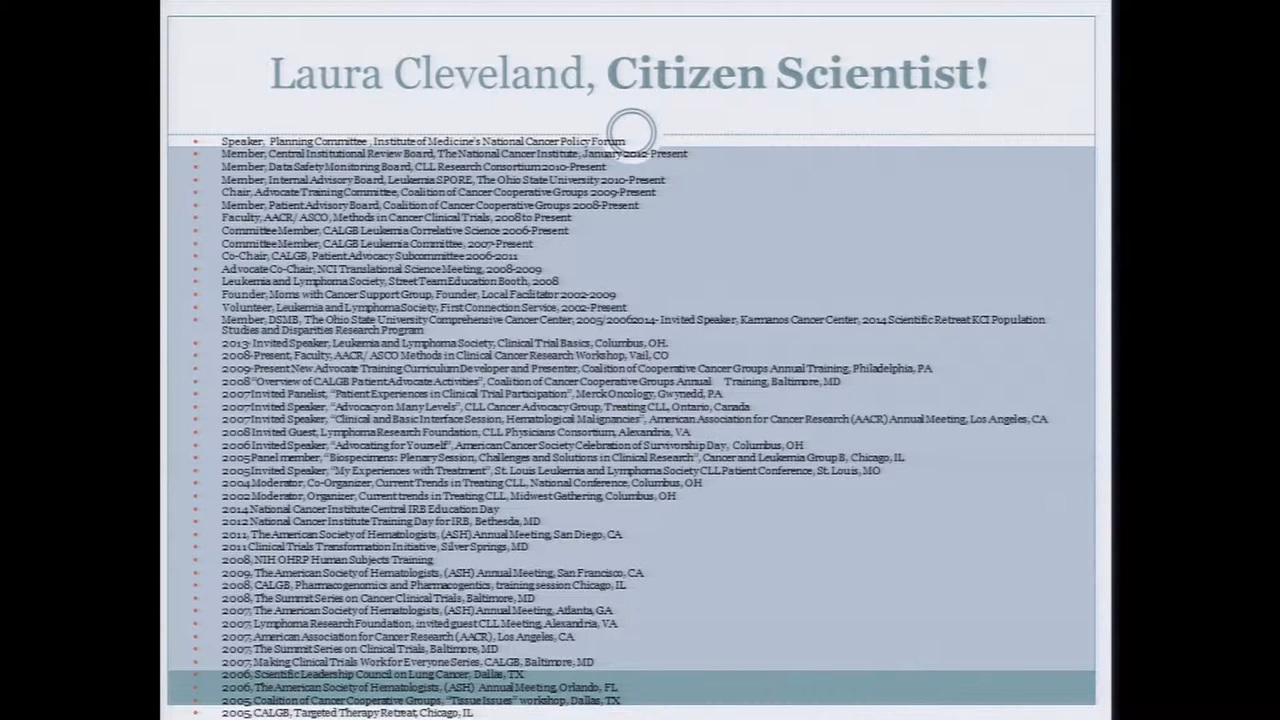 Laura Cleveland, Citizen Scientist!
• Speaker, Planning Committee, Institute of Medicine's National Cancer Policy Forum
• Member, Central Institutional Review Board, The National Cancer Institute, January 2012-Present
• Member, Data Safety Monitoring Board, CLL Research Consortium 2010-Present
• Member, Internal Advisory Board, Leukemia SPORE, The Ohio State University 2010-Present
• Chair, Advocate Training Committee, Coalition of Cancer Cooperative Groups 2009-Present
• Member, Patient Advisory Board, Coalition of Cancer Cooperative Groups 2008-Present
• Faculty, AACR/ ASCO, Methods in Cancer Clinical Trials, 2008 to Present
• Committee Member, CALGB Leukemia Correlative Science 2006-Present
• Committee Member, CALGB Leukemia Committee, 2007-Present
• Co-Chair, CALGB, Patient Advocacy Subcommittee 2006-2011
• Advocate Co-Chair, NCI Translational Science Meeting, 2008-2009
• Leukemia and Lymphoma Society, Street Team Education Booth, 2008
• Founder, Moms with Cancer Support Group, Founder, Local Facilitator 2002-2009
• Volunteer, Leukemia and Lymphoma Society, First Connection Service, 2002-Present
• Member, DSMB, The Ohio State University Comprehensive Cancer Center, 2005/20062014- Invited Speaker, Karmanos Cancer Center, 2014 Scientific Retreat KCI Population
Studies and Disparities Research Program
• 2013- Invited Speaker, Leukemia and Lymphoma Society, Clinical Trial Basics, Columbus, OH.
• 2008-Present, Faculty, AACR/ ASCO Methods in Clinical Cancer Research Workshop, Vail, CO
• 2009-Present New Advocate Training Curriculum Developer and Presenter, Coalition of Cooperative Cancer Groups Annual Training, Philadelphia, PA
• 2008 "Overview of CALGB Patient Advocate Activities", Coalition of Cancer Cooperative Groups Annual Training, Baltimore, MD
• 2007 Invited Panelist, "Patient Experiences in Clinical Trial Participation", Merck Oncology, Gwynedd, PA
• 2007 Invited Speaker, "Advocacy on Many Levels", CLL Cancer Advocacy Group, Treating CLL, Ontario, Canada
• 2007 Invited Speaker, "Clinical and Basic Interface Session, Hematological Malignancies", American Association for Cancer Research (AACR) Annual Meeting, Los Angeles, CA
• 2008 Invited Guest, Lymphoma Research Foundation, CLL Physicians Consortium, Alexandria, VA
• 2006 Invited Speaker, "Advocating for Yourself", American Cancer Society Celebration of Survivorship Day, Columbus, OH
• 2005 Panel member, "Biospecimens: Plenary Session, Challenges and Solutions in Clinical Research", Cancer and Leukemia Group B, Chicago, IL
• 2005 Invited Speaker, "My Experiences with Treatment", St. Louis Leukemia and Lymphoma Society CLL Patient Conference, St. Louis, MO
• 2004 Moderator, Co-Organizer, Current Trends in Treating CLL, National Conference, Columbus, OH
• 2002 Moderator, Organizer, Current trends in Treating CLL, Midwest Gathering, Columbus, OH
• 2014 National Cancer Institute Central IRB Education Day
• 2012 National Cancer Institute Training Day for IRB, Bethesda, MD
• 2011, The American Society of Hematologists, (ASH) Annual Meeting, San Diego, CA
• 2011 Clinical Trials Transformation Initiative, Silver Springs, MD
• 2008, NIH OHRP Human Subjects Training
• 2009, The American Society of Hematologists, (ASH) Annual Meeting, San Francisco, CA
• 2008, CALGB, Pharmacogenomics and Pharmacogentics, training session Chicago, IL
• 2008, The Summit Series on Cancer Clinical Trials, Baltimore, MD
• 2007, The American Society of Hematologists, (ASH) Annual Meeting, Atlanta, GA
• 2007, Lymphoma Research Foundation, invited guest CLL Meeting, Alexandria, VA
• 2007, American Association for Cancer Research (AACR), Los Angeles, CA
• 2007, The Summit Series on Clinical Trials, Baltimore, MD
• 2007, Making Clinical Trials Work for Everyone Series, CALGB, Baltimore, MD
• 2006, Scientific Leadership Council on Lung Cancer, Dallas, TX
• 2006, The American Society of Hematologists, (ASH) Annual Meeting, Orlando, FL
• 2005, Coalition of Cancer Cooperative Groups, "Tissue Issues" workshop, Dallas, TX
• 2005, CALGB, Targeted Therapy Retreat, Chicago, IL